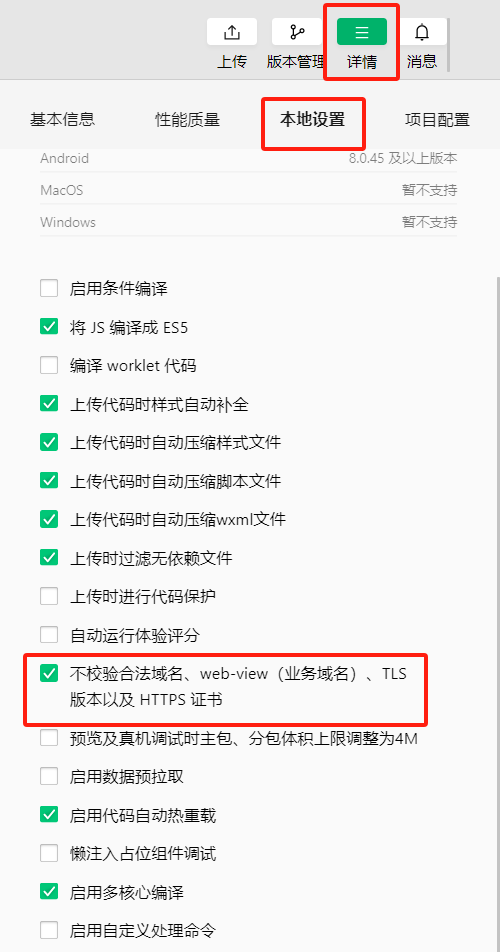 上传 版本管理 详情 消息
基本信息 性能质量 本地设置 项目配置
Android 8.0.45 及以上版本
MacOS 暂不支持
Windows 暂不支持
启用条件编译
将 JS 编译成 ES5
编译 worklet 代码
上传代码时样式自动补全
上传代码时自动压缩样式文件
上传代码时自动压缩脚本文件
上传代码时自动压缩wxml文件
上传时过滤无依赖文件
上传时进行代码保护
自动运行体验评分
不校验合法域名、web-view（业务域名）、TLS
版本以及 HTTPS 证书
预览及真机调试时主包、分包体积上限调整为4M
启用数据预拉取
启用代码自动热重载
懒注入占位组件调试
启用多核心编译
启用自定义处理命令